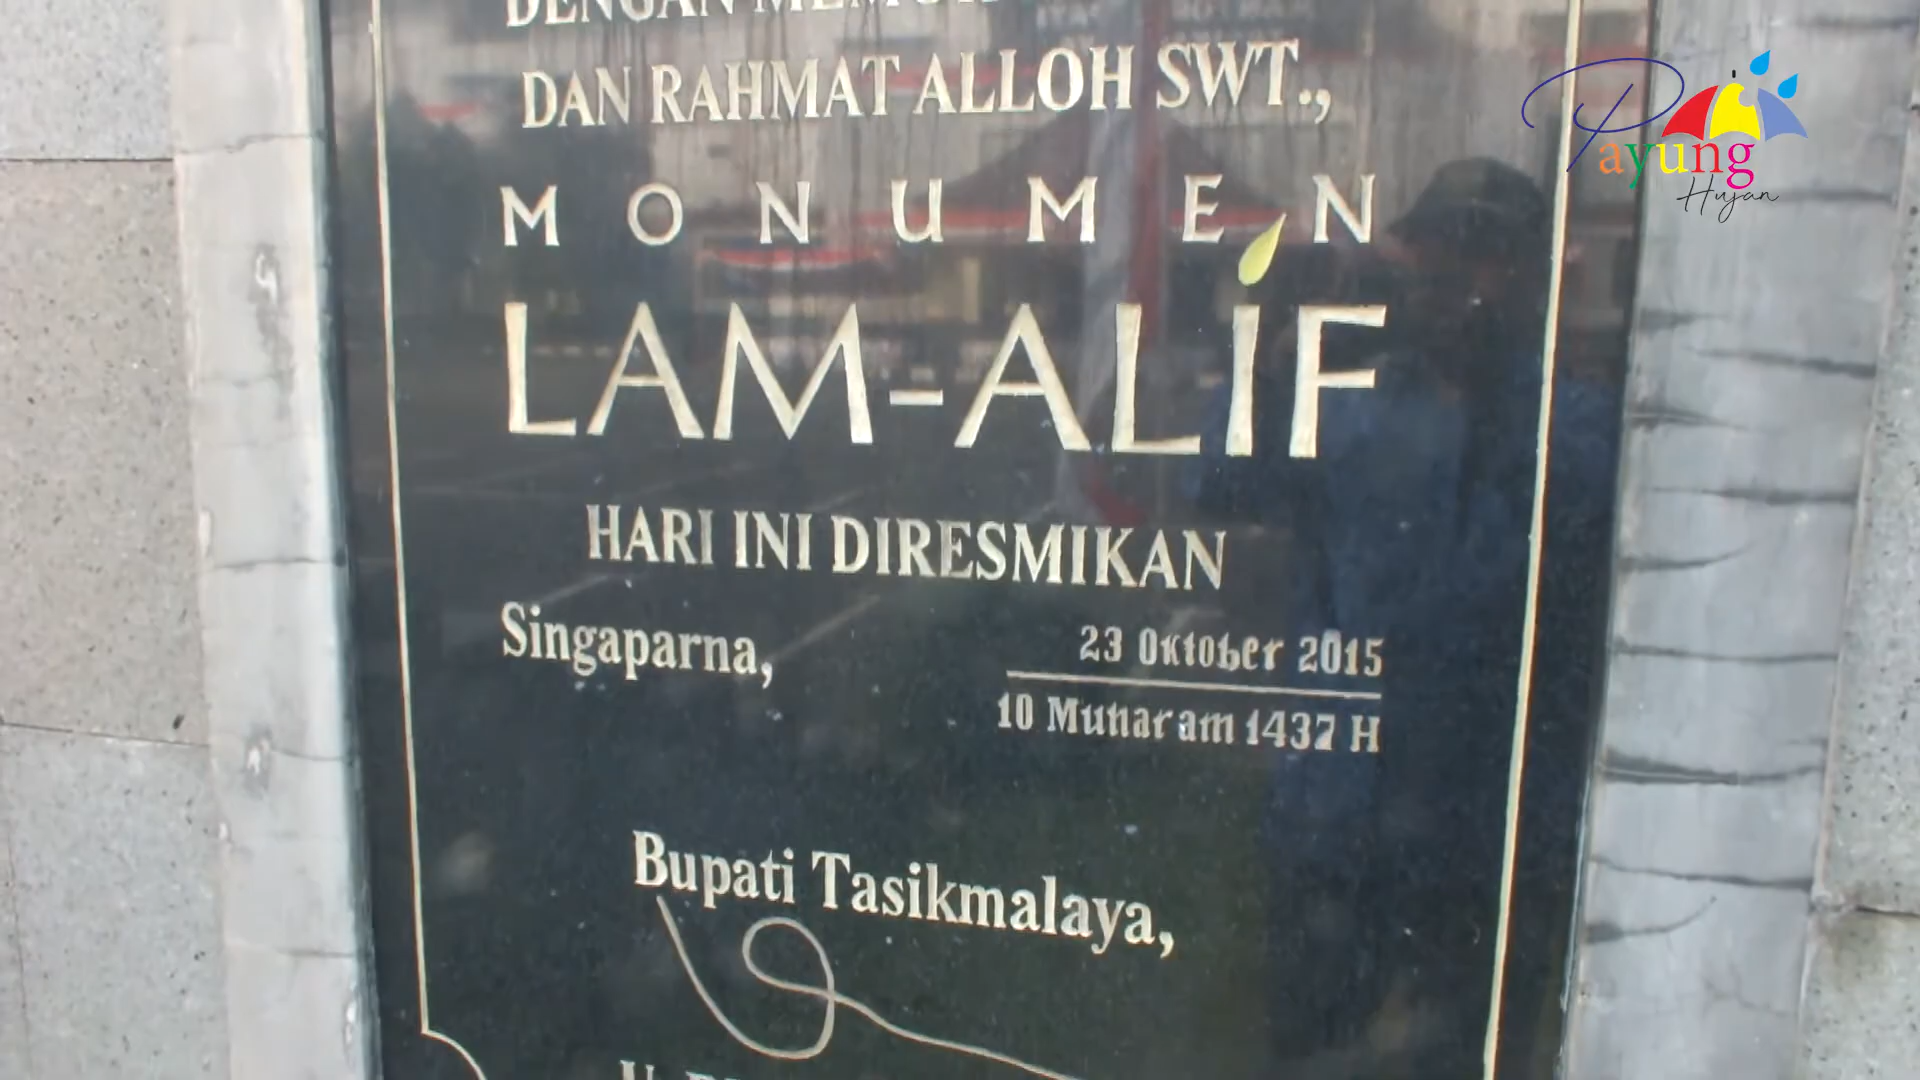 DENGAN
DAN RAHMAT ALLOH SWT.,
MONUMEN
LAM-ALIF
HARI INI DIRESMIKAN
Singaparna,
23 Oktober 2015
10 Muharam 1437 H
Bupati Tasikmalaya,
Payung
Hujan